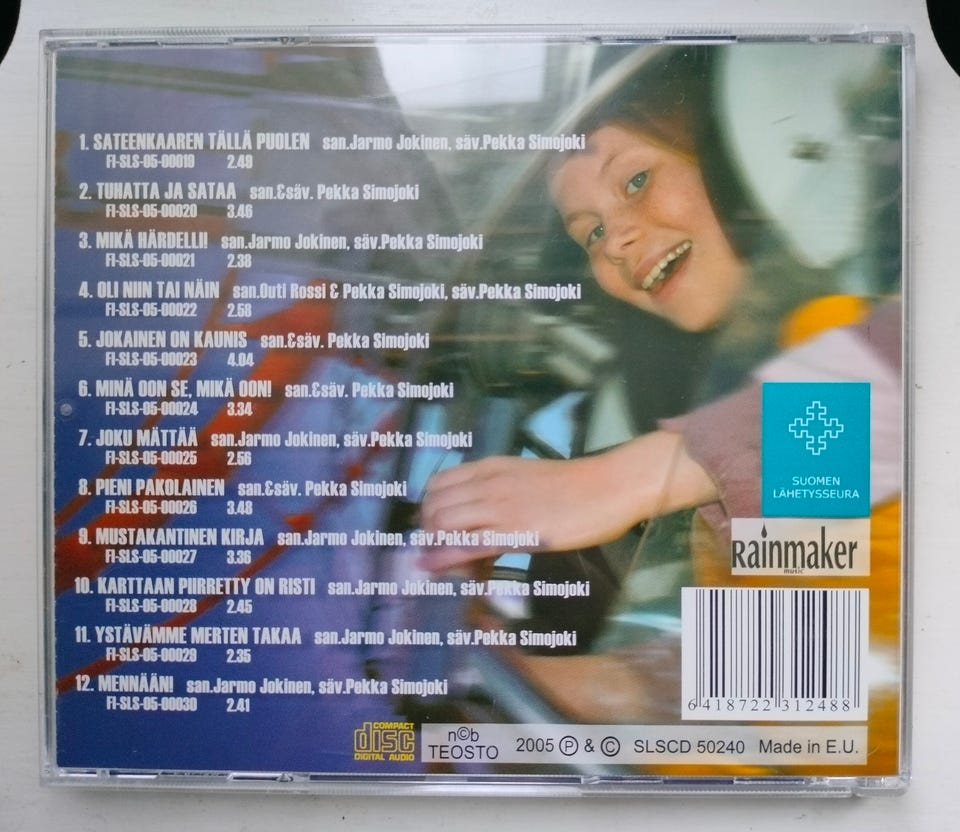 1. SATEENKAAREN TÄLLÄ PUOLEN san.Jarmo Jokinen, säv.Pekka Simojoki
FI-SLS-05-00019 2.49
2. TUHATTA JA SATAA san.&säv. Pekka Simojoki
FI-SLS-05-00020 3.46
3. MIKÄ HÄRDELLI! san.Jarmo Jokinen, säv.Pekka Simojoki
FI-SLS-05-00021 2.38
4. OLI NIIN TAI NÄIN san.Outi Rossi & Pekka Simojoki, säv.Pekka Simojoki
FI-SLS-05-00022 2.58
5. JOKAINEN ON KAUNIS san.&säv. Pekka Simojoki
FI-SLS-05-00023 4.04
6. MINÄ OON SE, MIKÄ OON! san.&säv. Pekka Simojoki
FI-SLS-05-00024 3.34
7. JOKU MÄTTÄÄ san.Jarmo Jokinen, säv.Pekka Simojoki
FI-SLS-05-00025 2.56
8. PIENI PAKOLAINEN san.&säv. Pekka Simojoki
FI-SLS-05-00026 3.48
9. MUSTAKANTINEN KIRJA san.Jarmo Jokinen, säv.Pekka Simojoki
FI-SLS-05-00027 3.36
10. KARTTAAN PIIRRETTY ON RISTI san.Jarmo Jokinen, säv.Pekka Simojoki
FI-SLS-05-00028 2.45
11. YSTÄVÄMME MERTEN TAKAA san.Jarmo Jokinen, säv.Pekka Simojoki
FI-SLS-05-00029 2.35
12. MENNÄÄN! san.Jarmo Jokinen, säv.Pekka Simojoki
FI-SLS-05-00030 2.41
SUOMEN
LÄHETYSSEURA
Rainmaker
music
6 418722 312488
COMPACT
disc
DIGITAL AUDIO
n©b
TEOSTO
2005 Ⓟ & © SLSCD 50240 Made in E.U.